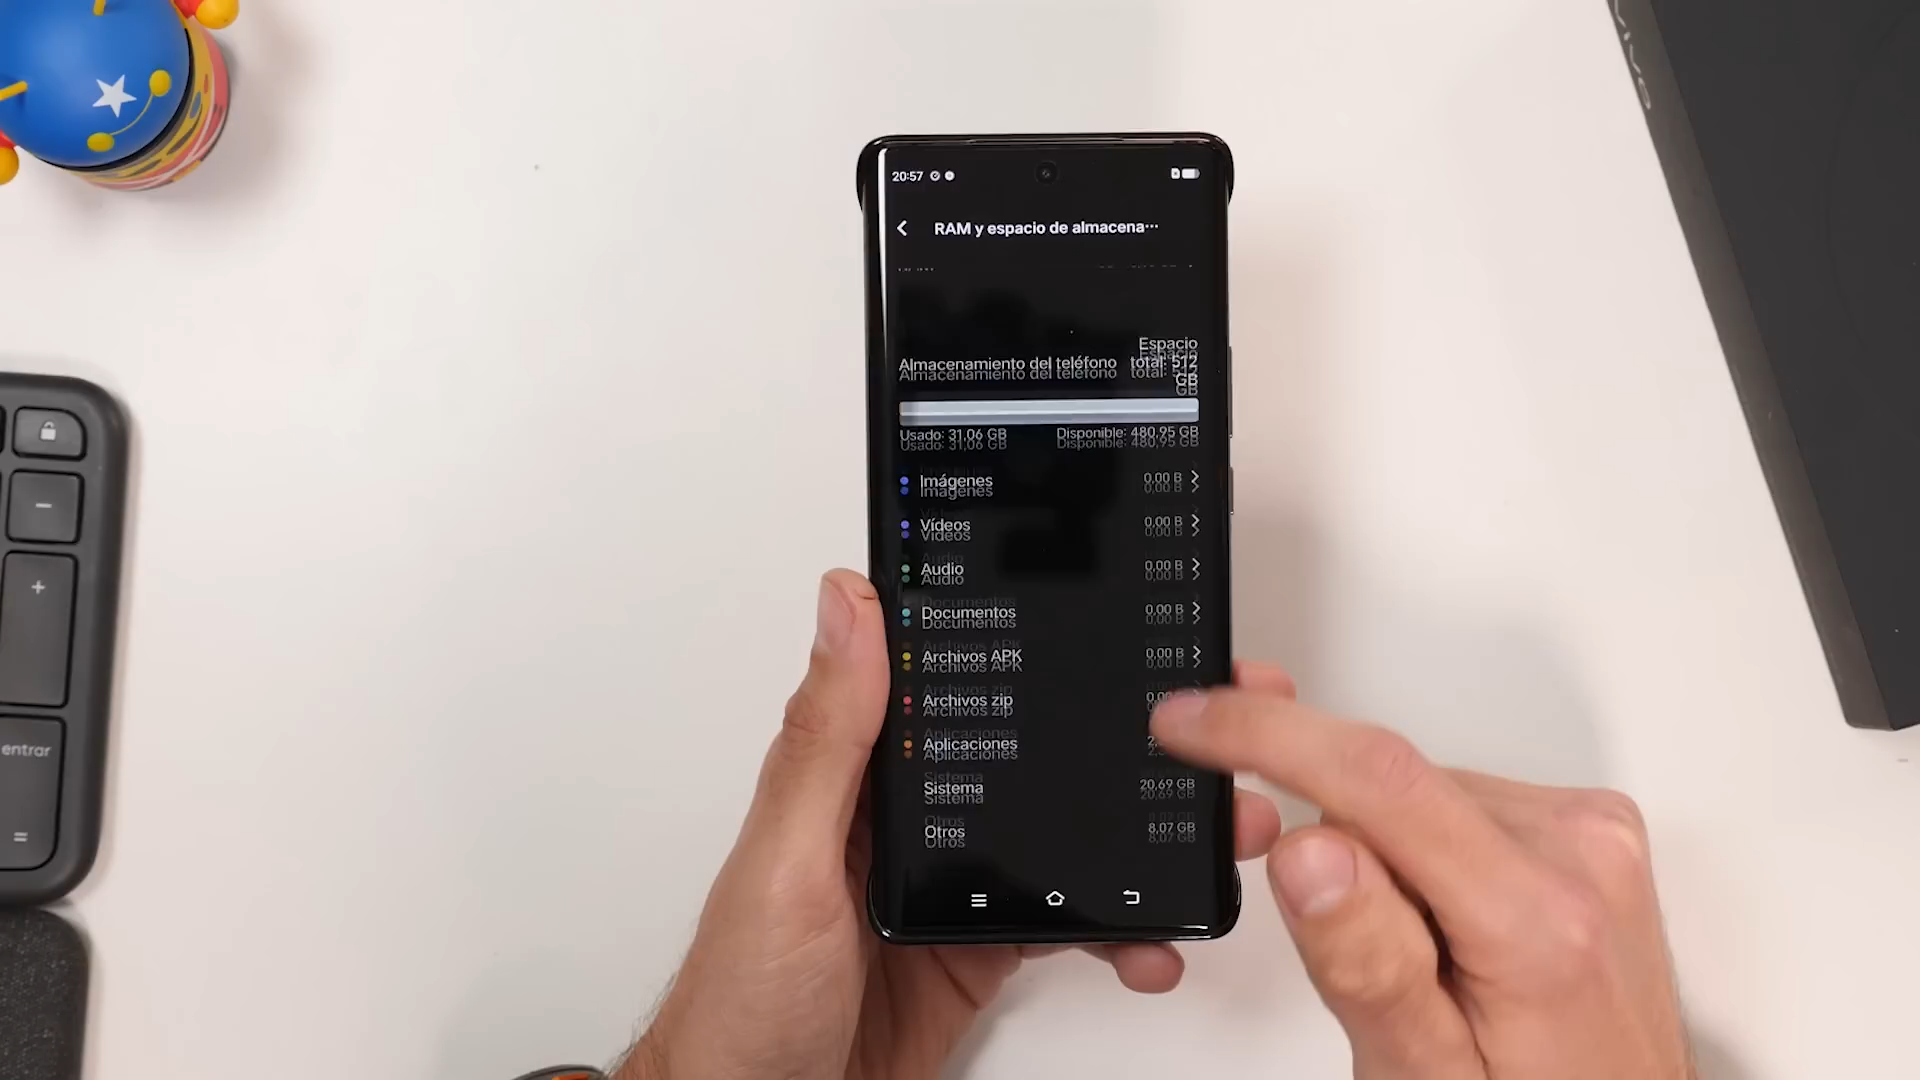 vivo
20:57
RAM y espacio de almacena...
Espacio
Almacenamiento del teléfono total: 512
GB
Usado: 31,06 GB Disponible: 480,95 GB
Imágenes 0,00 B
Vídeos 0,00 B
Audio 0,00 B
Documentos 0,00 B
Archivos APK 0,00 B
Archivos zip
Aplicaciones
Sistema 20,69 GB
Otros 8,07 GB
-
+
entrar
=